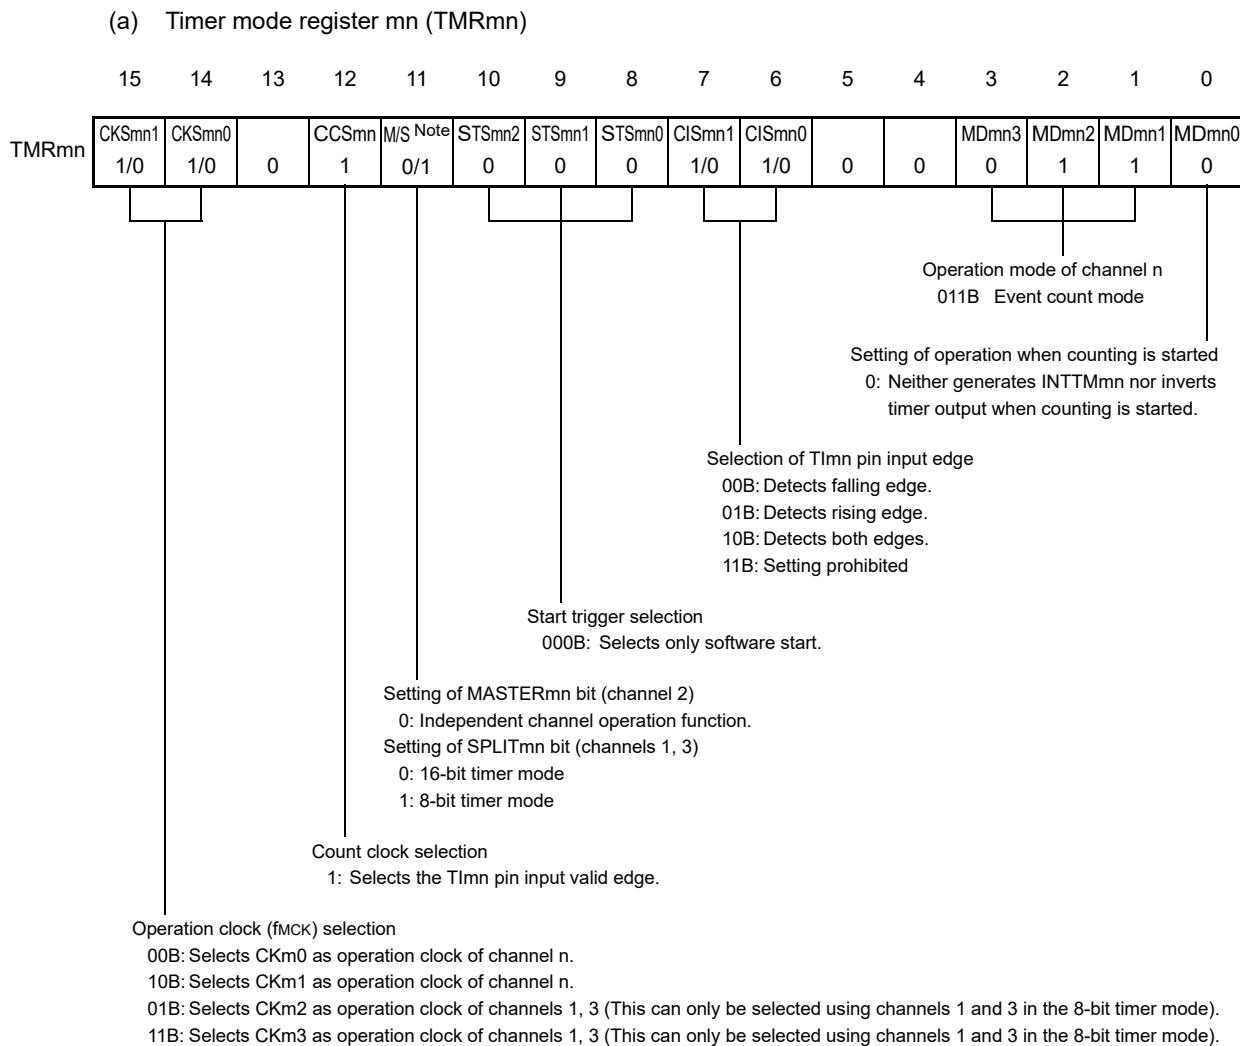 (a) Timer mode register mn (TMRmn)
15 14 13 12 11 10 9 8 7 6 5 4 3 2 1 0
TMRmn
CKSmn1 CKSmn0 CCSmn M/S Note STSmn2 STSmn1 STSmn0 CISmn1 CISmn0 MDmn3 MDmn2 MDmn1 MDmn0
1/0 1/0 0 1 0/1 0 0 0 1/0 1/0 0 0 0 1 1 0
Operation mode of channel n
011B Event count mode
Setting of operation when counting is started
0: Neither generates INTTMmn nor inverts
timer output when counting is started.
Selection of TImn pin input edge
00B: Detects falling edge.
01B: Detects rising edge.
10B: Detects both edges.
11B: Setting prohibited
Start trigger selection
000B: Selects only software start.
Setting of MASTERmn bit (channel 2)
0: Independent channel operation function.
Setting of SPLITmn bit (channels 1, 3)
0: 16-bit timer mode
1: 8-bit timer mode
Count clock selection
1: Selects the TImn pin input valid edge.
Operation clock (fMCK) selection
00B: Selects CKm0 as operation clock of channel n.
10B: Selects CKm1 as operation clock of channel n.
01B: Selects CKm2 as operation clock of channels 1, 3 (This can only be selected using channels 1 and 3 in the 8-bit timer mode).
11B: Selects CKm3 as operation clock of channels 1, 3 (This can only be selected using channels 1 and 3 in the 8-bit timer mode).